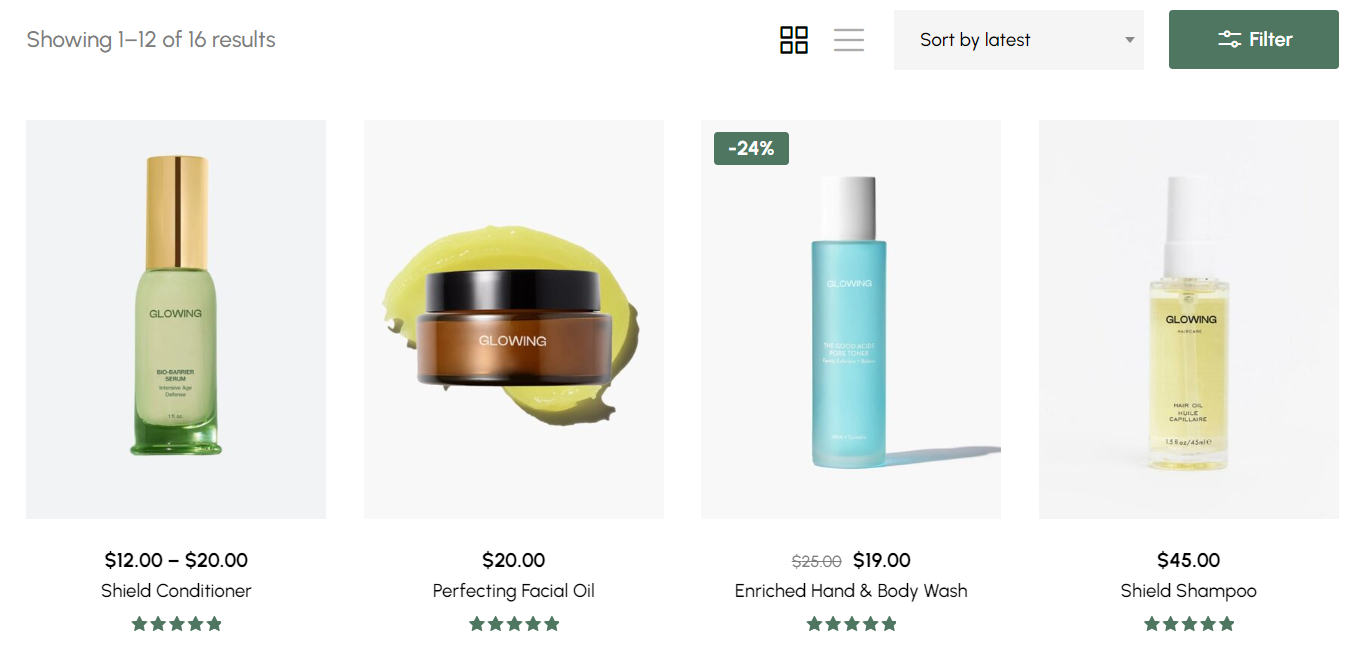 Showing 1–12 of 16 results
Sort by latest
Filter
GLOWING
BIO-BARRIER
SERUM
Intensive Age
Defense
1 fl oz.
GLOWING
-24%
GLOWING
THE GOOD ACIDS
PORE TONER
GLOWING
HAIRCARE
HAIR OIL
HUILE
CAPILLAIRE
1.5 fl oz/45ml ℮
$12.00 – $20.00
Shield Conditioner
$20.00
Perfecting Facial Oil
$25.00 $19.00
Enriched Hand & Body Wash
$45.00
Shield Shampoo